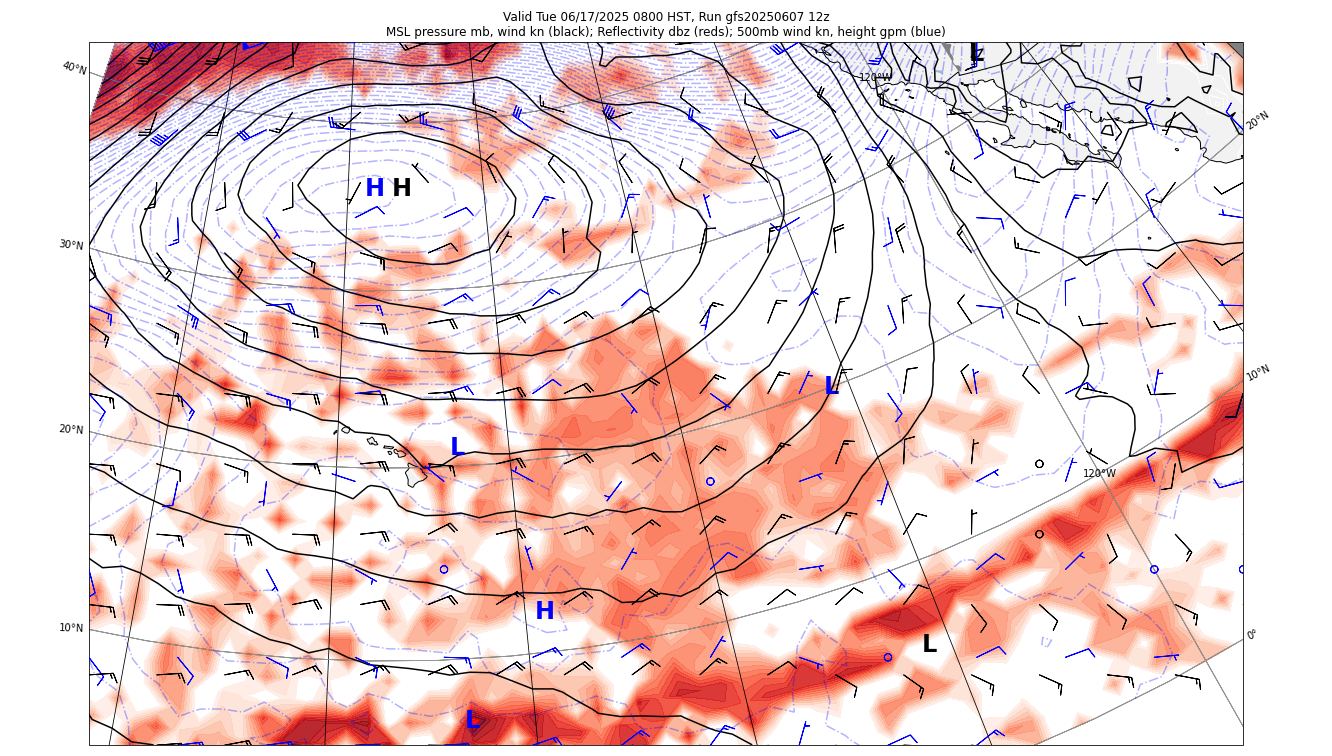 Valid Tue 06/17/2025 0800 HST, Run gfs20250607 12z
MSL pressure mb, wind kn (black); Reflectivity dbz (reds); 500mb wind kn, height gpm (blue)
L
40°N
120°W
20°N
H H
30°N
L
10°N
20°N
L
120°W
H
10°N
0°
L
L